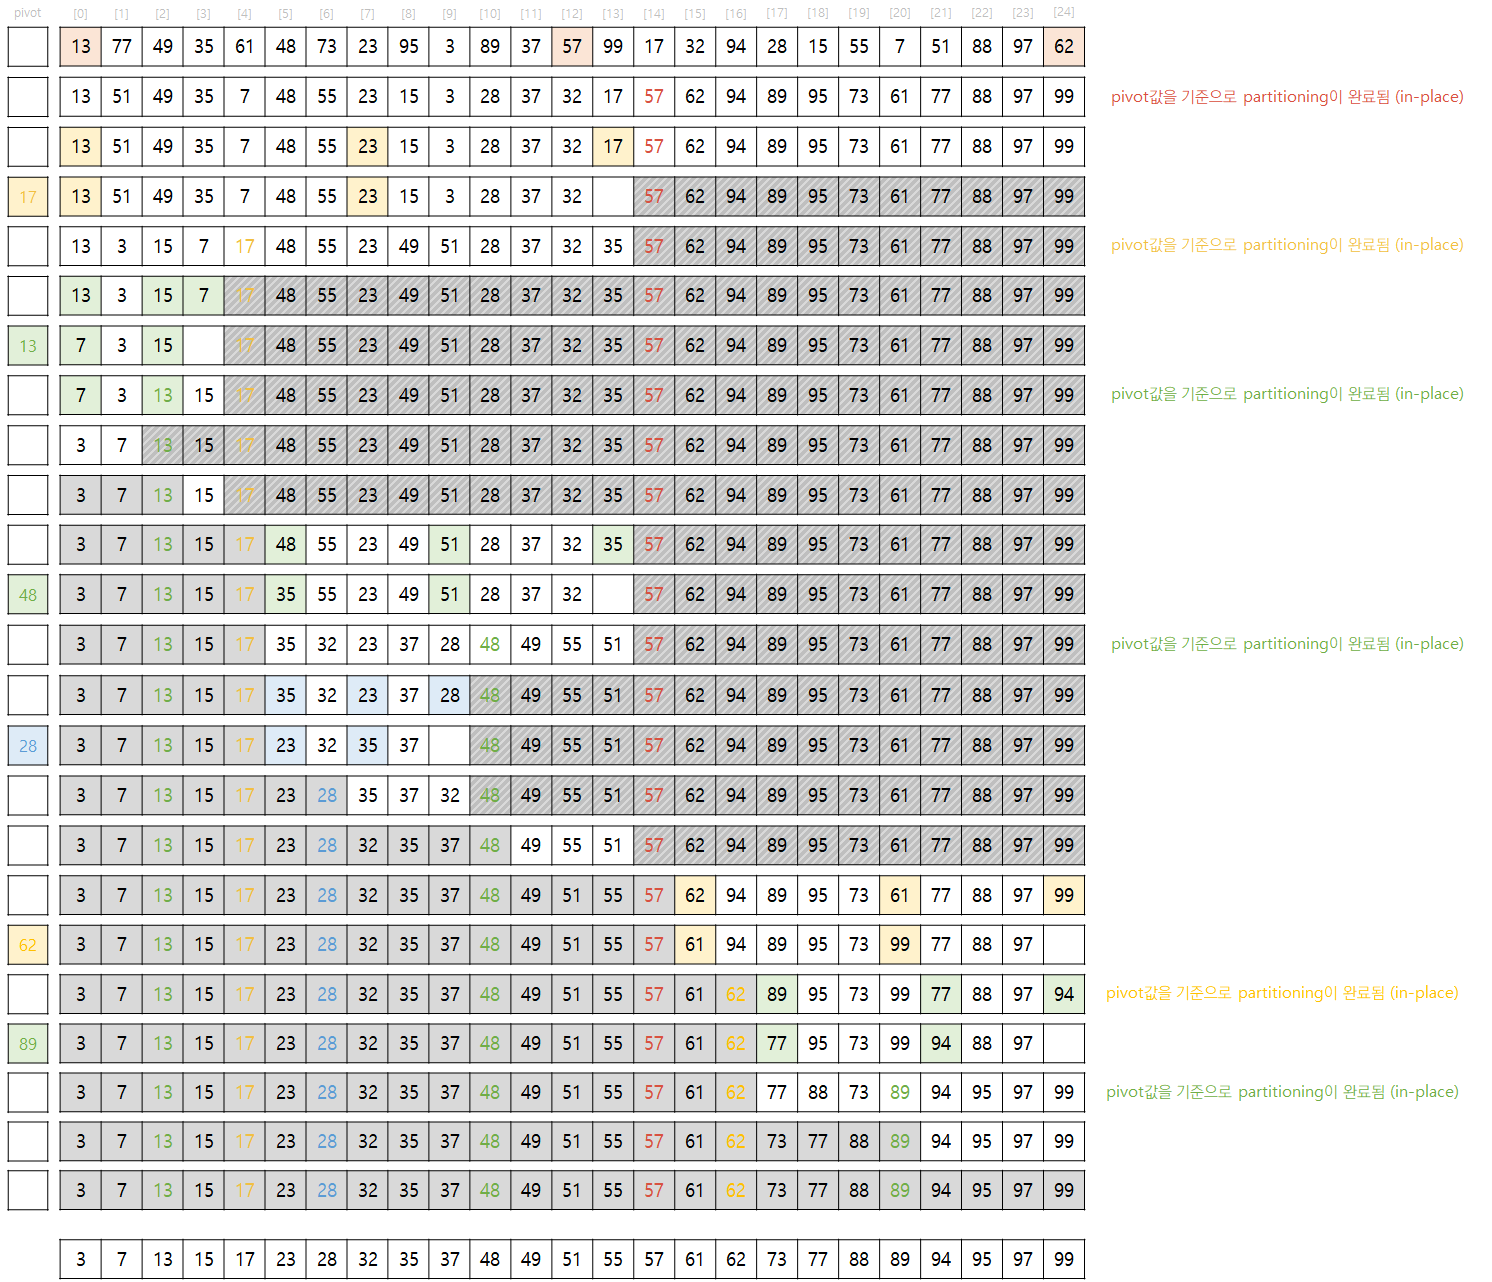 pivot [0] [1] [2] [3] [4] [5] [6] [7] [8] [9] [10] [11] [12] [13] [14] [15] [16] [17] [18] [19] [20] [21] [22] [23] [24]
13 77 49 35 61 48 73 23 95 3 89 37 57 99 17 32 94 28 15 55 7 51 88 97 62
13 51 49 35 7 48 55 23 15 3 28 37 32 17 57 62 94 89 95 73 61 77 88 97 99 pivot값을 기준으로 partitioning이 완료됨 (in-place)
13 51 49 35 7 48 55 23 15 3 28 37 32 17 57 62 94 89 95 73 61 77 88 97 99
17 13 51 49 35 7 48 55 23 15 3 28 37 32 57 62 94 89 95 73 61 77 88 97 99
13 3 15 7 17 48 55 23 49 51 28 37 32 35 57 62 94 89 95 73 61 77 88 97 99 pivot값을 기준으로 partitioning이 완료됨 (in-place)
13 3 15 7 17 48 55 23 49 51 28 37 32 35 57 62 94 89 95 73 61 77 88 97 99
13 7 3 15 17 48 55 23 49 51 28 37 32 35 57 62 94 89 95 73 61 77 88 97 99
7 3 13 15 17 48 55 23 49 51 28 37 32 35 57 62 94 89 95 73 61 77 88 97 99 pivot값을 기준으로 partitioning이 완료됨 (in-place)
3 7 13 15 17 48 55 23 49 51 28 37 32 35 57 62 94 89 95 73 61 77 88 97 99
3 7 13 15 17 48 55 23 49 51 28 37 32 35 57 62 94 89 95 73 61 77 88 97 99
3 7 13 15 17 48 55 23 49 51 28 37 32 35 57 62 94 89 95 73 61 77 88 97 99
48 3 7 13 15 17 35 55 23 49 51 28 37 32 57 62 94 89 95 73 61 77 88 97 99
3 7 13 15 17 35 32 23 37 28 48 49 55 51 57 62 94 89 95 73 61 77 88 97 99 pivot값을 기준으로 partitioning이 완료됨 (in-place)
3 7 13 15 17 35 32 23 37 28 48 49 55 51 57 62 94 89 95 73 61 77 88 97 99
28 3 7 13 15 17 23 32 35 37 48 49 55 51 57 62 94 89 95 73 61 77 88 97 99
3 7 13 15 17 23 28 35 37 32 48 49 55 51 57 62 94 89 95 73 61 77 88 97 99
3 7 13 15 17 23 28 32 35 37 48 49 55 51 57 62 94 89 95 73 61 77 88 97 99
3 7 13 15 17 23 28 32 35 37 48 49 51 55 57 62 94 89 95 73 61 77 88 97 99
62 3 7 13 15 17 23 28 32 35 37 48 49 51 55 57 61 94 89 95 73 99 77 88 97
3 7 13 15 17 23 28 32 35 37 48 49 51 55 57 61 62 89 95 73 99 77 88 97 94 pivot값을 기준으로 partitioning이 완료됨 (in-place)
89 3 7 13 15 17 23 28 32 35 37 48 49 51 55 57 61 62 77 95 73 99 94 88 97
3 7 13 15 17 23 28 32 35 37 48 49 51 55 57 61 62 77 88 73 89 94 95 97 99 pivot값을 기준으로 partitioning이 완료됨 (in-place)
3 7 13 15 17 23 28 32 35 37 48 49 51 55 57 61 62 73 77 88 89 94 95 97 99
3 7 13 15 17 23 28 32 35 37 48 49 51 55 57 61 62 73 77 88 89 94 95 97 99
3 7 13 15 17 23 28 32 35 37 48 49 51 55 57 61 62 73 77 88 89 94 95 97 99